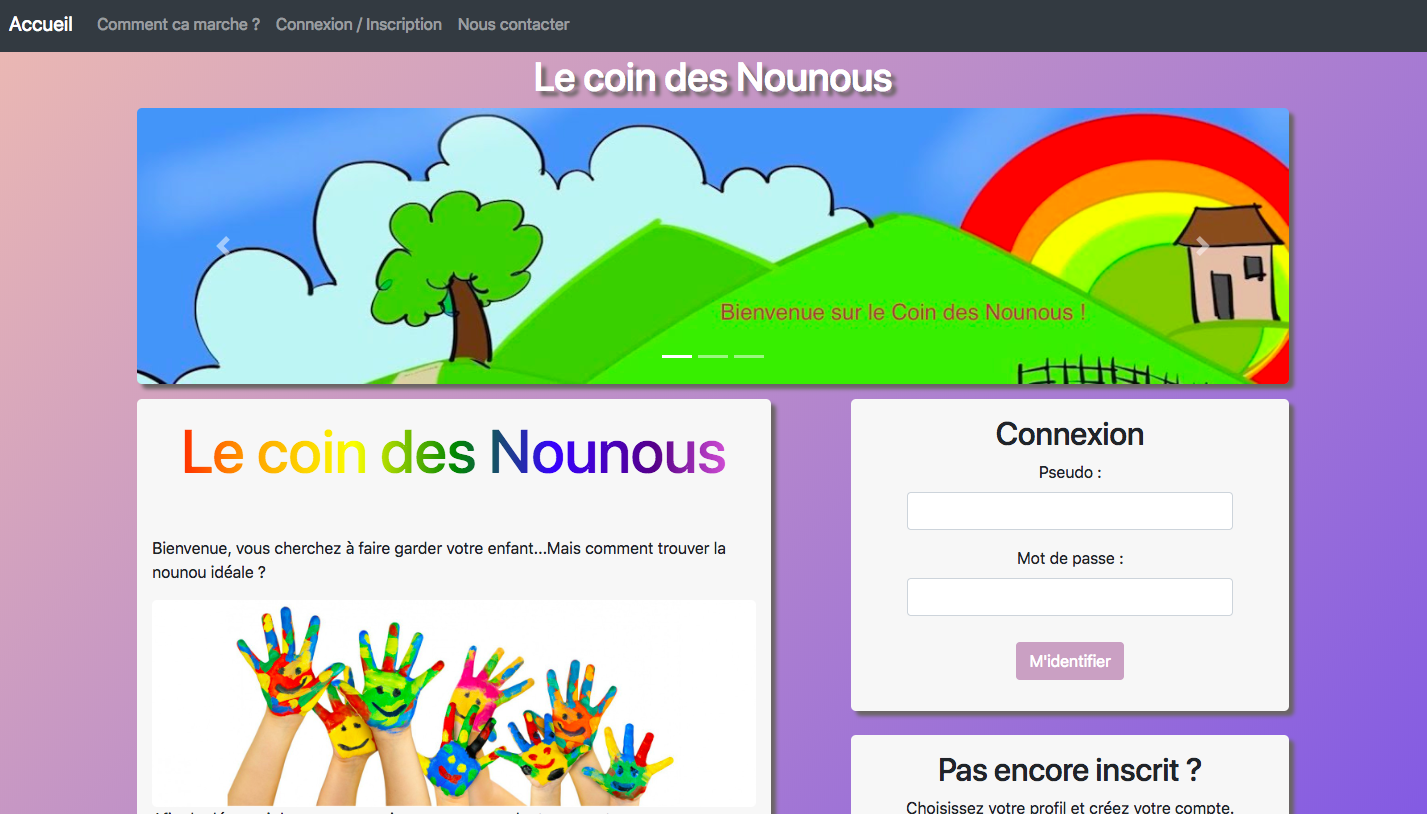 Accueil Comment ca marche ? Connexion / Inscription Nous contacter
Le coin des Nounous
Bienvenue sur le Coin des Nounous !
Le coin des Nounous
Bienvenue, vous cherchez à faire garder votre enfant...Mais comment trouver la
nounou idéale ?
Connexion
Pseudo :
Mot de passe :
M'identifier
Pas encore inscrit ?
Choisissez votre profil et créez votre compte.